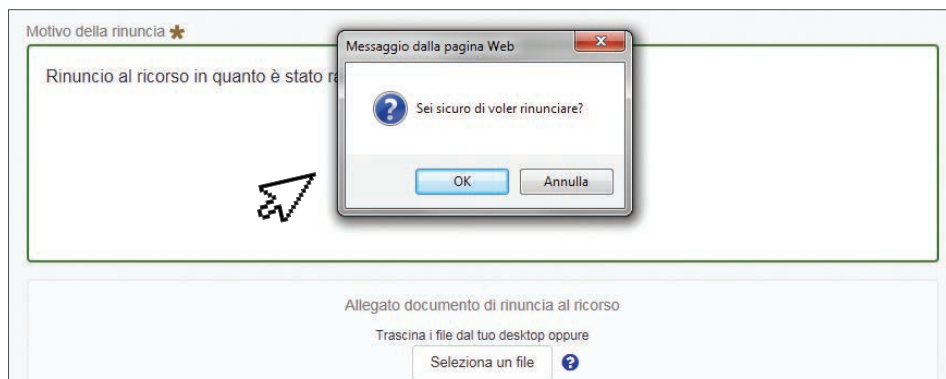 Motivo della rinuncia
Rinuncio al ricorso in quanto è stato
Messaggio dalla pagina Web
Sei sicuro di voler rinunciare?
OK
Annulla
Allegato documento di rinuncia al ricorso
Trascina i file dal tuo desktop oppure
Seleziona un file